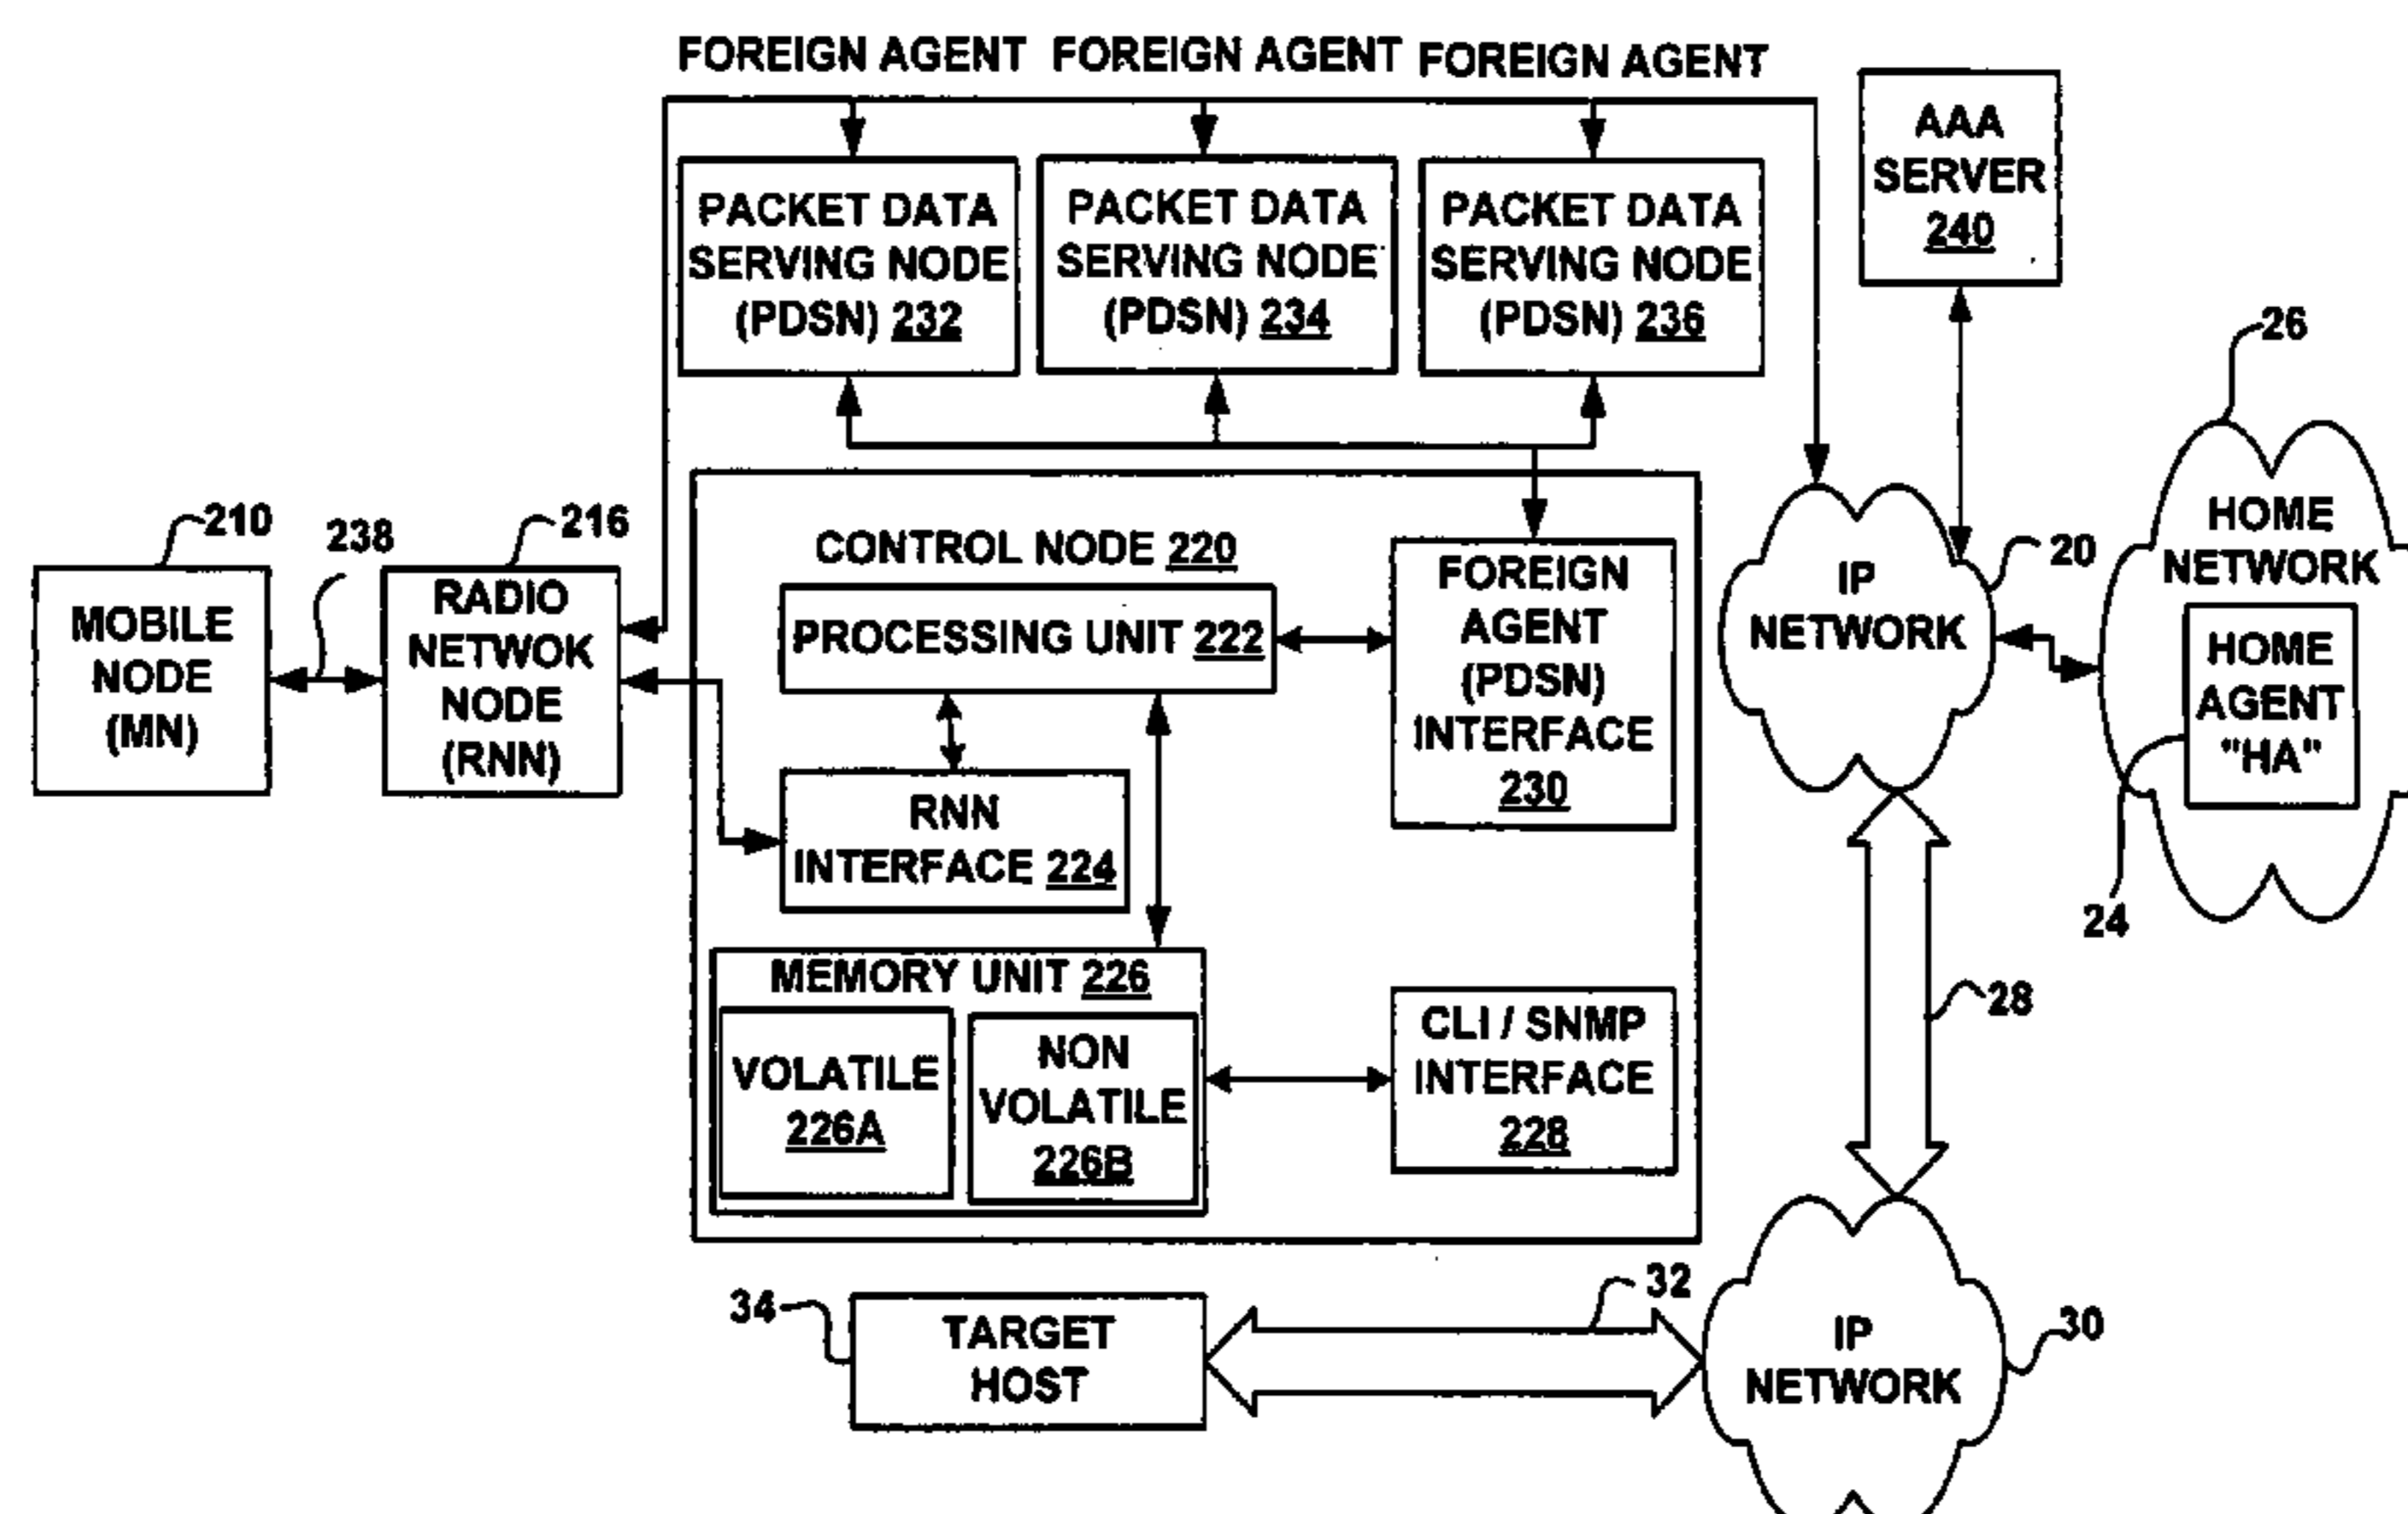 FOREIGN AGENT FOREIGN AGENT FOREIGN AGENT
PACKET DATA
SERVING NODE
(PDSN) 232
PACKET DATA
SERVING NODE
(PDSN) 234
PACKET DATA
SERVING NODE
(PDSN) 236
AAA
SERVER
240
26
210
238
216
MOBILE
NODE
(MN)
RADIO
NETWOK
NODE
(RNN)
CONTROL NODE 220
PROCESSING UNIT 222
RNN
INTERFACE 224
FOREIGN
AGENT
(PDSN)
INTERFACE
230
MEMORY UNIT 226
VOLATILE
226A
NON
VOLATILE
226B
CLI / SNMP
INTERFACE
228
IP
NETWORK
20
HOME
NETWORK
HOME
AGENT
"HA"
24
28
34
TARGET
HOST
32
IP
NETWORK
30